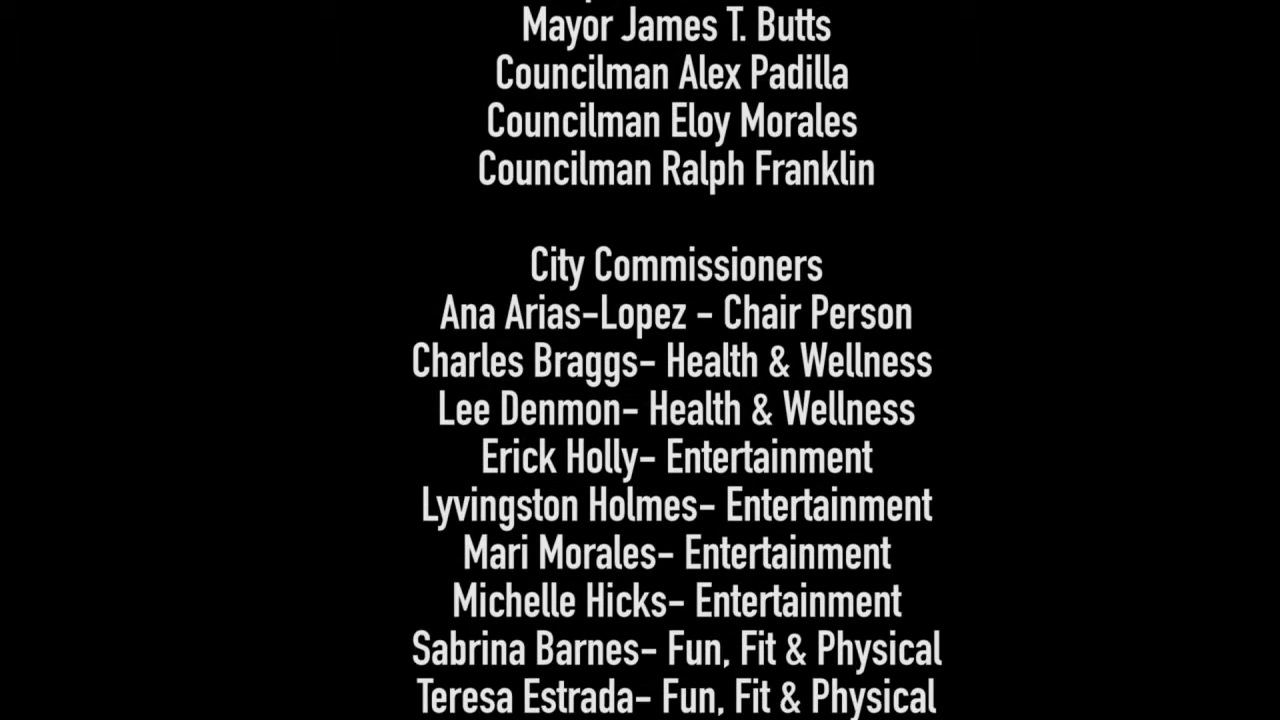 Mayor James T. Butts
Councilman Alex Padilla
Councilman Eloy Morales
Councilman Ralph Franklin
City Commissioners
Ana Arias-Lopez - Chair Person
Charles Braggs- Health & Wellness
Lee Denmon- Health & Wellness
Erick Holly- Entertainment
Lyvingston Holmes- Entertainment
Mari Morales- Entertainment
Michelle Hicks- Entertainment
Sabrina Barnes- Fun, Fit & Physical
Teresa Estrada- Fun, Fit & Physical